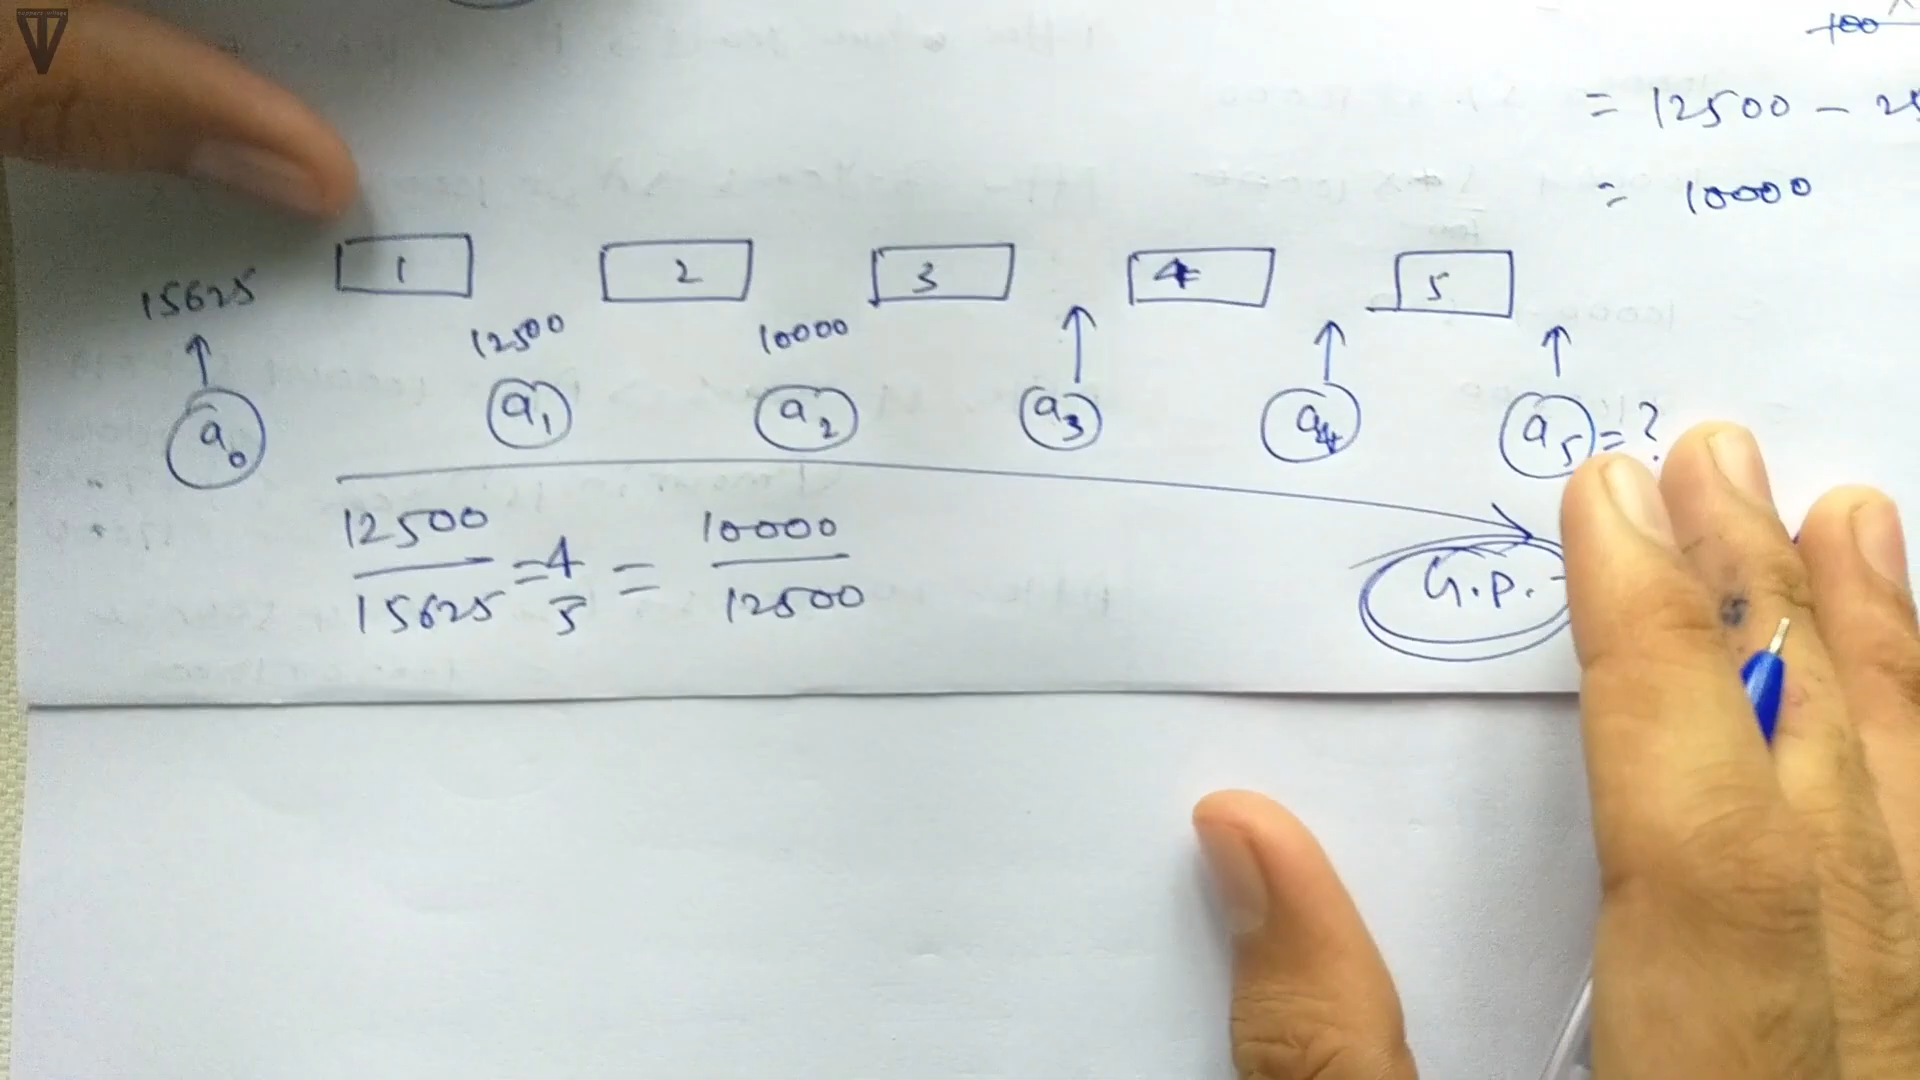 100
= 12500 - 25
= 10000
1 2 3 4 5
15625 12500 10000
a0 a1 a2 a3 a4 a5 = ?
12500/15625 = 4/5 = 10000/12500
G.P.